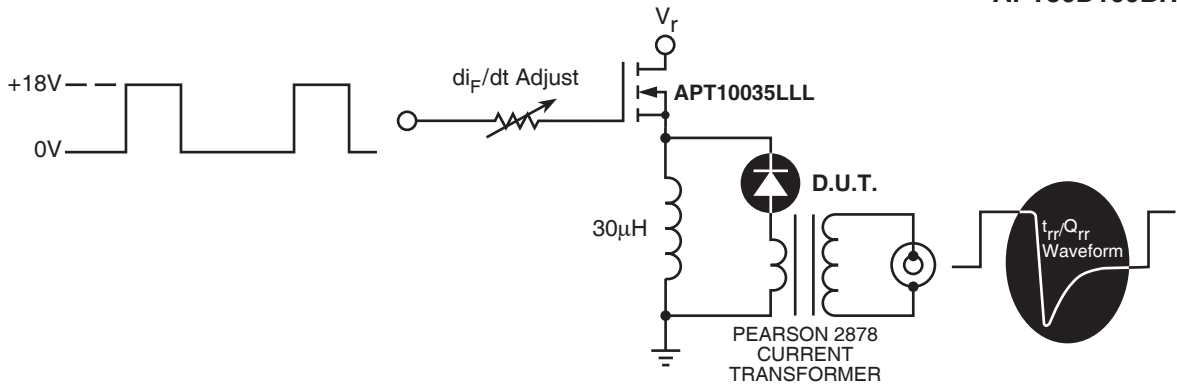 V_r
+18V
0V
di_F/dt Adjust
APT10035LLL
D.U.T.
30μH
t_rr/Q_rr
Waveform
PEARSON 2878
CURRENT
TRANSFORMER